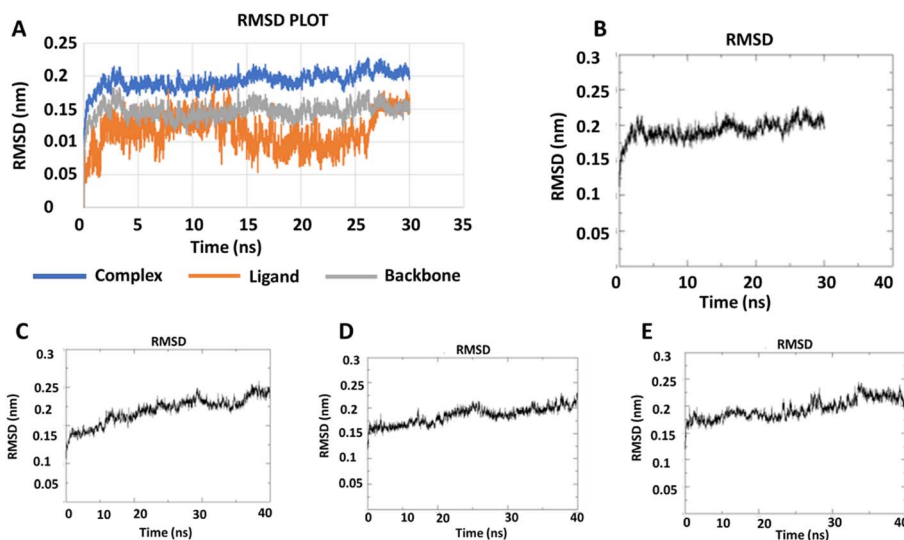 A
RMSD PLOT
0.25
0.20
0.15
0.01
0.05
0
RMSD (nm)
0 5 10 15 20 25 30 35
Time (ns)
Complex Ligand Backbone
B
RMSD
0.3
0.25
0.2
0.15
0.1
0.05
RMSD (nm)
0 10 20 30 40
Time (ns)
C
RMSD
0.3
0.25
0.2
0.15
0.1
0.05
RMSD (nm)
0 10 20 30 40
Time (ns)
D
RMSD
0.3
0.25
0.2
0.15
0.1
0.05
RMSD (nm)
0 10 20 30 40
Time (ns)
E
RMSD
0.3
0.25
0.2
0.15
0.1
0.05
RMSD (nm)
0 10 20 30 40
Time (ns)